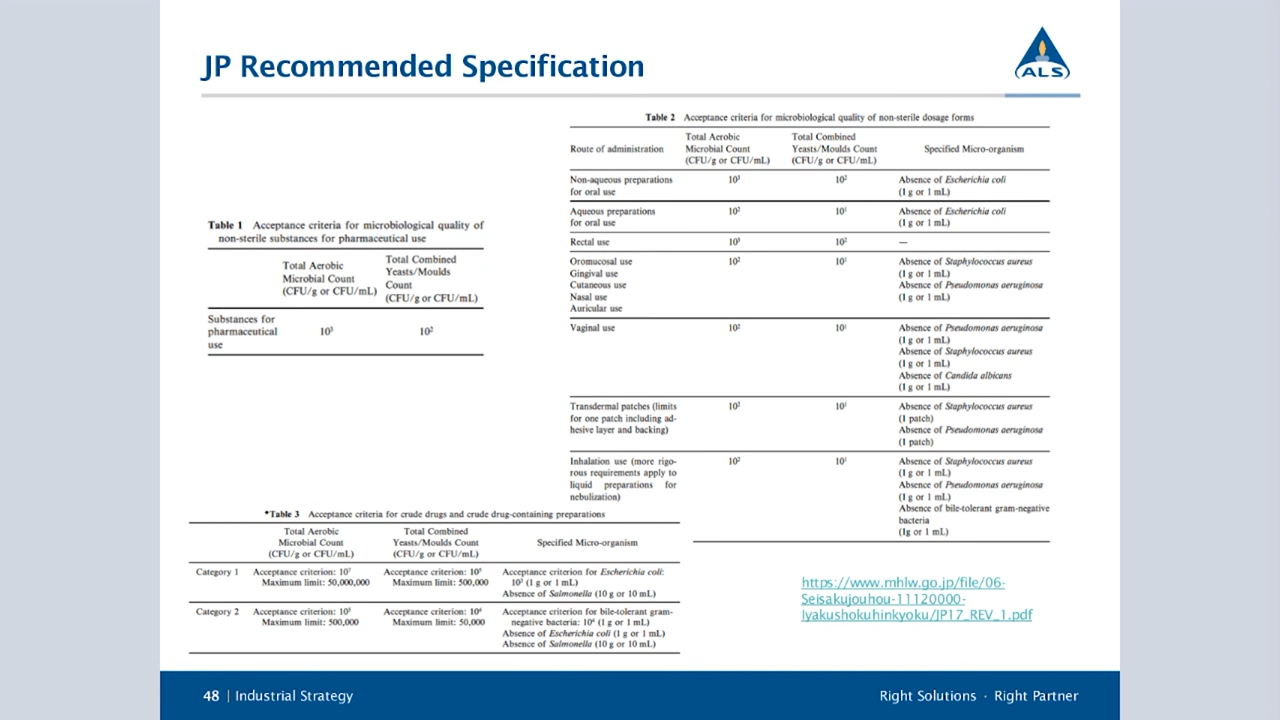 JP Recommended Specification
ALS
Table 2 Acceptance criteria for microbiological quality of non-sterile dosage forms
Route of administration
Total Aerobic
Microbial Count
(CFU/g or CFU/mL)
Total Combined
Yeasts/Moulds Count
(CFU/g or CFU/mL)
Specified Micro-organism
Non-aqueous preparations
for oral use
10³
10²
Absence of Escherichia coli
(1 g or 1 mL)
Aqueous preparations
for oral use
10²
10¹
Absence of Escherichia coli
(1 g or 1 mL)
Rectal use
10³
10²
—
Oromucosal use
Gingival use
Cutaneous use
Nasal use
Auricular use
10²
10¹
Absence of Staphylococcus aureus
(1 g or 1 mL)
Absence of Pseudomonas aeruginosa
(1 g or 1 mL)
Vaginal use
10²
10¹
Absence of Pseudomonas aeruginosa
(1 g or 1 mL)
Absence of Staphylococcus aureus
(1 g or 1 mL)
Absence of Candida albicans
(1 g or 1 mL)
Transdermal patches (limits
for one patch including ad-
hesive layer and backing)
10²
10¹
Absence of Staphylococcus aureus
(1 patch)
Absence of Pseudomonas aeruginosa
(1 patch)
Inhalation use (more rigo-
rous requirements apply to
liquid preparations for
nebulization)
10²
10¹
Absence of Staphylococcus aureus
(1 g or 1 mL)
Absence of Pseudomonas aeruginosa
(1 g or 1 mL)
Absence of bile-tolerant gram-negative
bacteria
(1g or 1 mL)
Table 1 Acceptance criteria for microbiological quality of
non-sterile substances for pharmaceutical use
Total Aerobic
Microbial Count
(CFU/g or CFU/mL)
Total Combined
Yeasts/Moulds
Count
(CFU/g or CFU/mL)
Substances for
pharmaceutical
use
10³
10²
*Table 3 Acceptance criteria for crude drugs and crude drug-containing preparations
Total Aerobic
Microbial Count
(CFU/g or CFU/mL)
Total Combined
Yeasts/Moulds Count
(CFU/g or CFU/mL)
Specified Micro-organism
Category 1
Acceptance criterion: 10⁷
Maximum limit: 50,000,000
Acceptance criterion: 10⁵
Maximum limit: 500,000
Acceptance criterion for Escherichia coli:
10³ (1 g or 1 mL)
Absence of Salmonella (10 g or 10 mL)
Category 2
Acceptance criterion: 10⁵
Maximum limit: 500,000
Acceptance criterion: 10⁴
Maximum limit: 50,000
Acceptance criterion for bile-tolerant gram-
negative bacteria: 10⁴ (1 g or 1 mL)
Absence of Escherichia coli (1 g or 1 mL)
Absence of Salmonella (10 g or 10 mL)
https://www.mhlw.go.jp/file/06-
Seisakujouhou-11120000-
Iyakushokuhinkyoku/JP17_REV_1.pdf
48 | Industrial Strategy
Right Solutions · Right Partner